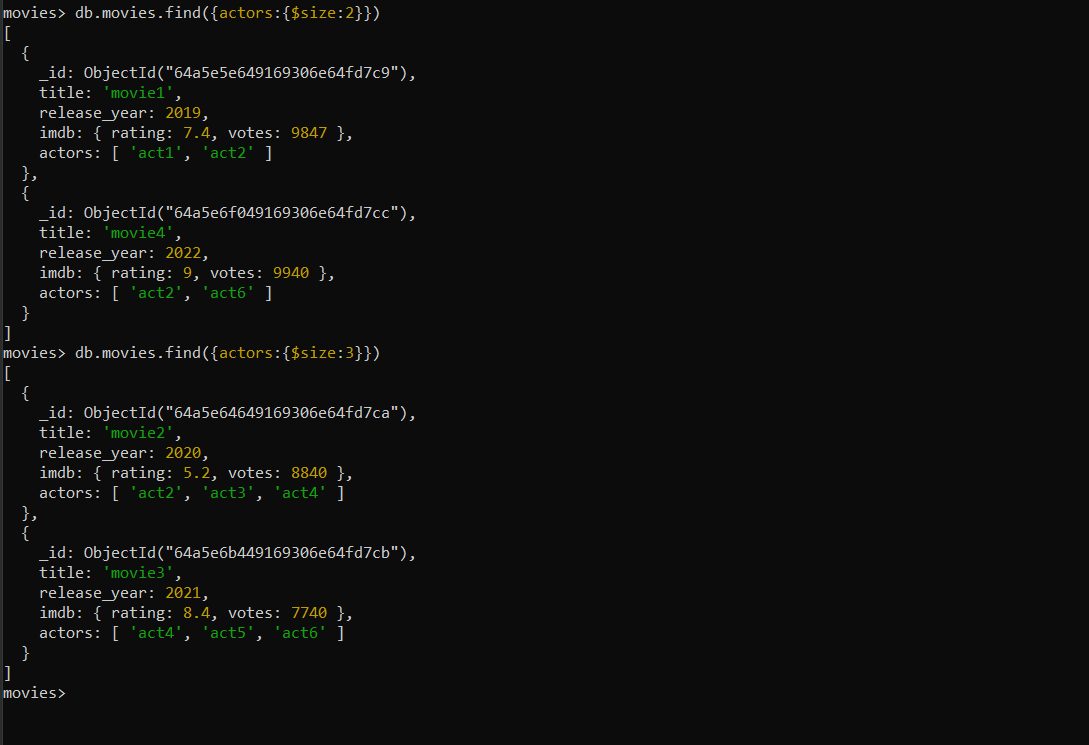 movies> db.movies.find({actors:{$size:2}})
[
  {
    _id: ObjectId("64a5e5e649169306e64fd7c9"),
    title: 'movie1',
    release_year: 2019,
    imdb: { rating: 7.4, votes: 9847 },
    actors: [ 'act1', 'act2' ]
  },
  {
    _id: ObjectId("64a5e6f049169306e64fd7cc"),
    title: 'movie4',
    release_year: 2022,
    imdb: { rating: 9, votes: 9940 },
    actors: [ 'act2', 'act6' ]
  }
]
movies> db.movies.find({actors:{$size:3}})
[
  {
    _id: ObjectId("64a5e64649169306e64fd7ca"),
    title: 'movie2',
    release_year: 2020,
    imdb: { rating: 5.2, votes: 8840 },
    actors: [ 'act2', 'act3', 'act4' ]
  },
  {
    _id: ObjectId("64a5e6b449169306e64fd7cb"),
    title: 'movie3',
    release_year: 2021,
    imdb: { rating: 8.4, votes: 7740 },
    actors: [ 'act4', 'act5', 'act6' ]
  }
]
movies>